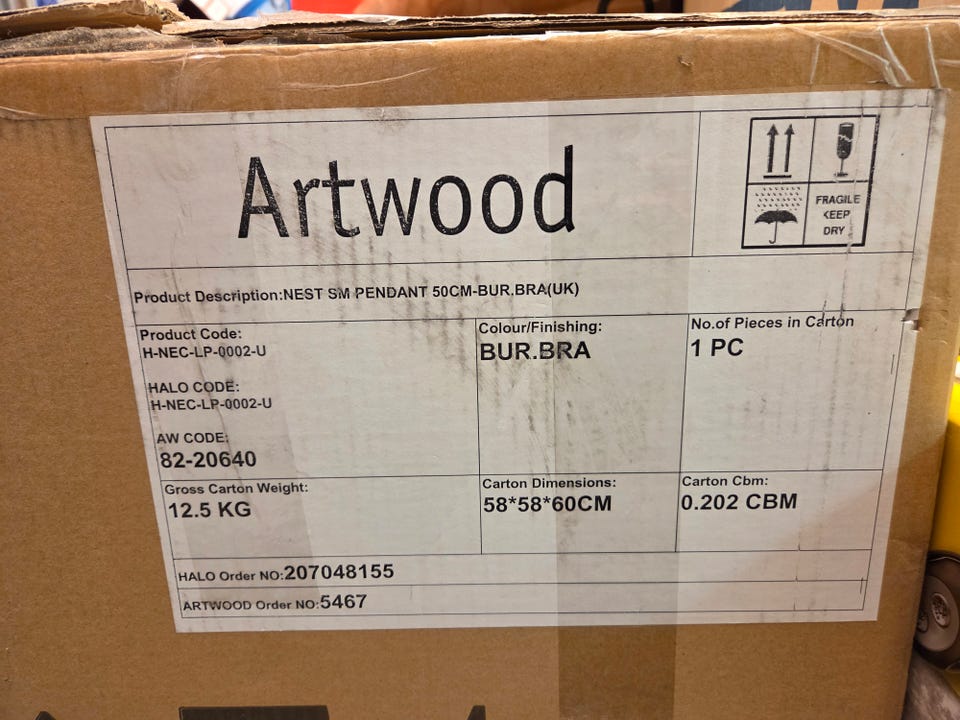 Artwood
FRAGILE
KEEP
DRY
Product Description:NEST SM PENDANT 50CM-BUR.BRA(UK)
Product Code:
H-NEC-LP-0002-U
HALO CODE:
H-NEC-LP-0002-U
AW CODE:
82-20640
Colour/Finishing:
BUR.BRA
No.of Pieces in Carton
1 PC
Gross Carton Weight:
12.5 KG
Carton Dimensions:
58*58*60CM
Carton Cbm:
0.202 CBM
HALO Order NO:207048155
ARTWOOD Order NO:5467